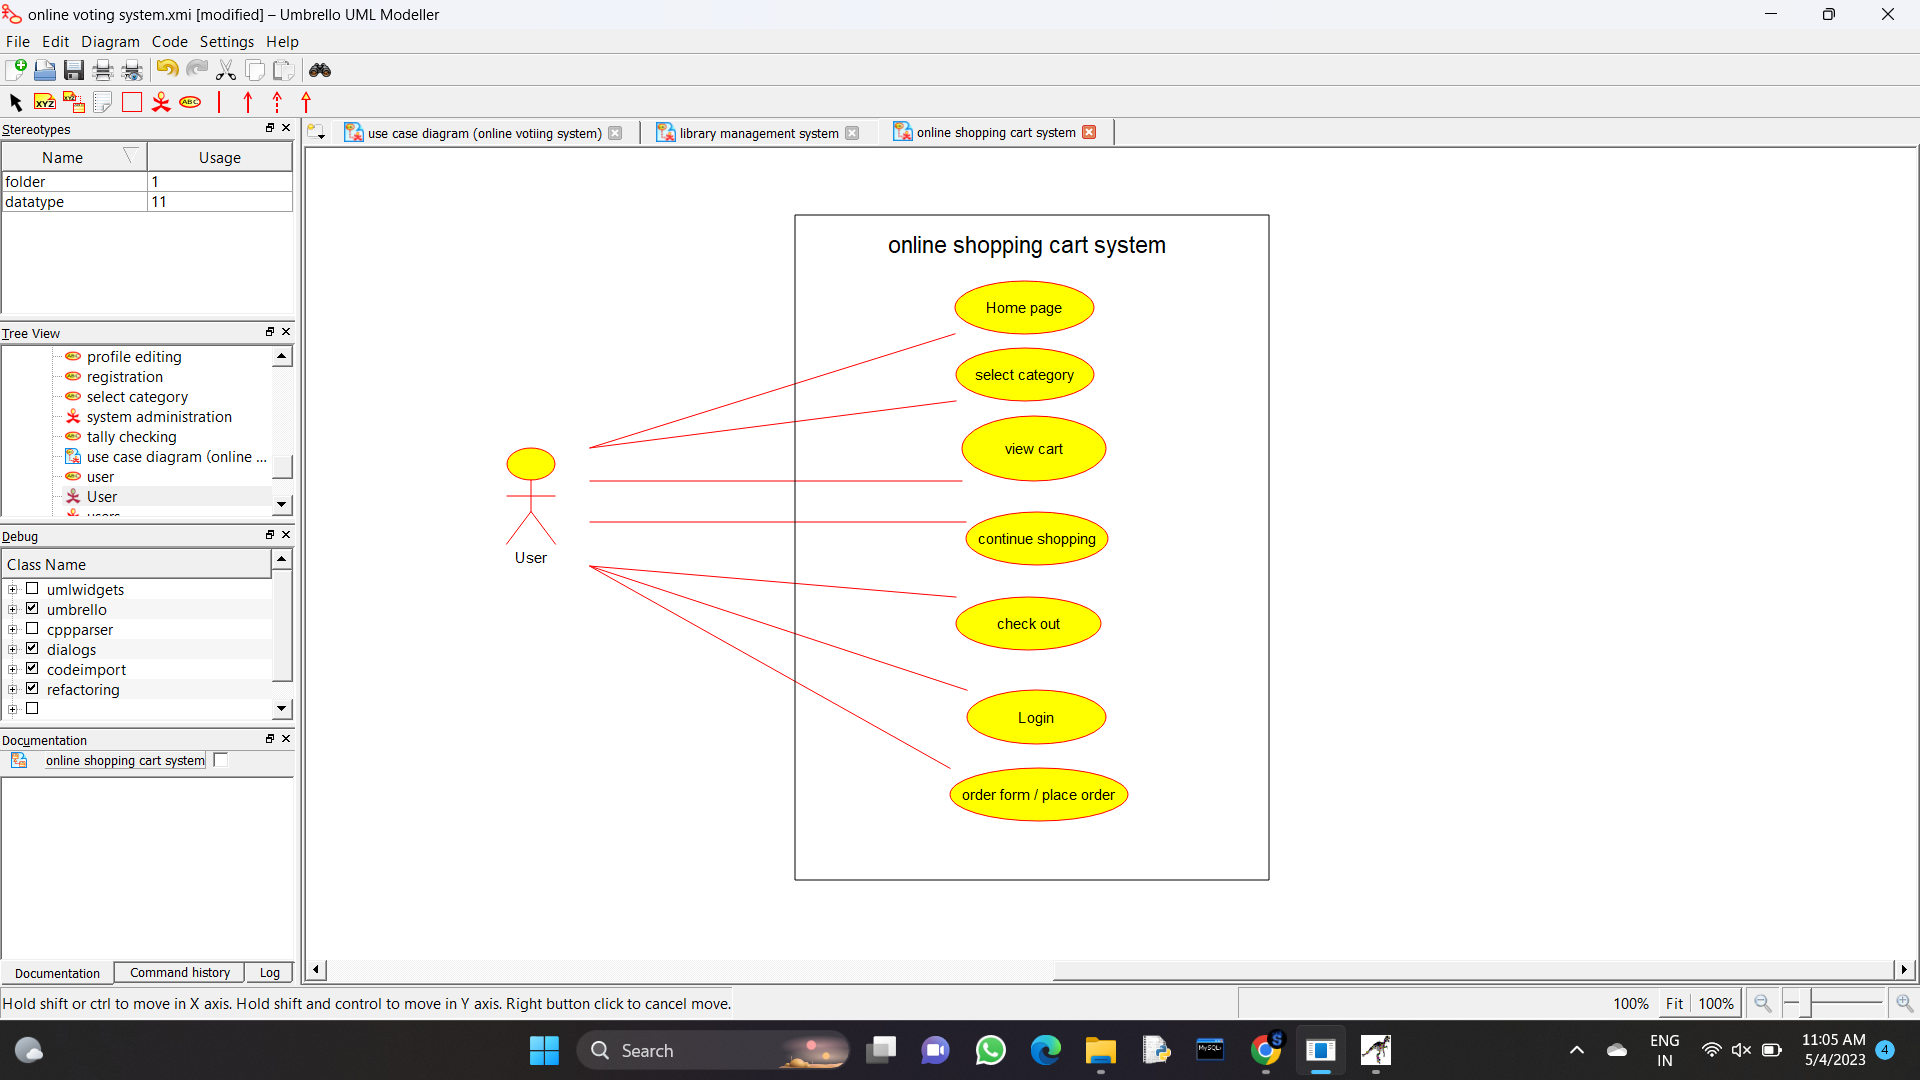 online voting system.xmi [modified] – Umbrello UML Modeller
File Edit Diagram Code Settings Help
XYZ XYZ ABC
Stereotypes
Name Usage
folder 1
datatype 11
Tree View
profile editing
registration
select category
system administration
tally checking
use case diagram (online ...
user
User
Debug
Class Name
umlwidgets
umbrello
cppparser
dialogs
codeimport
refactoring
Documentation
online shopping cart system
Documentation Command history Log
use case diagram (online votiing system) library management system online shopping cart system
online shopping cart system
Home page
select category
view cart
continue shopping
check out
Login
order form / place order
User
Hold shift or ctrl to move in X axis. Hold shift and control to move in Y axis. Right button click to cancel move.
100% Fit 100%
Search
MySQL
S
ENG
IN
11:05 AM
5/4/2023
4